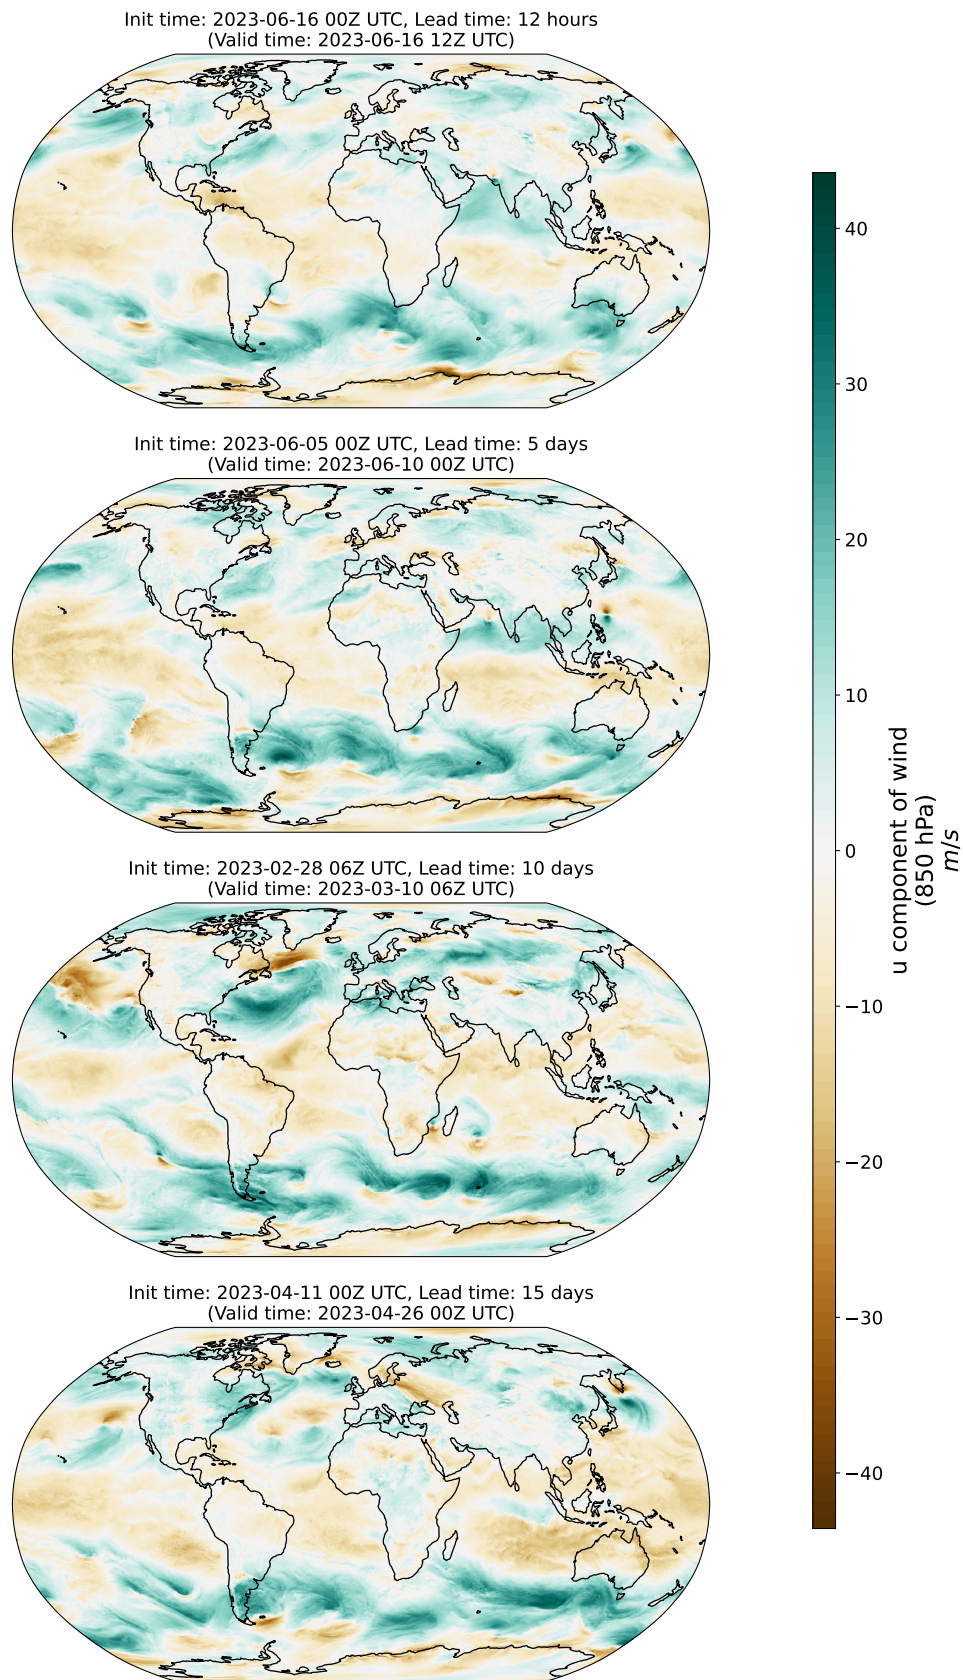 Init time: 2023-06-16 00Z UTC, Lead time: 12 hours
(Valid time: 2023-06-16 12Z UTC)
Init time: 2023-06-05 00Z UTC, Lead time: 5 days
(Valid time: 2023-06-10 00Z UTC)
Init time: 2023-02-28 06Z UTC, Lead time: 10 days
(Valid time: 2023-03-10 06Z UTC)
Init time: 2023-04-11 00Z UTC, Lead time: 15 days
(Valid time: 2023-04-26 00Z UTC)
40
30
20
10
0
−10
−20
−30
−40
u component of wind
(850 hPa)
m/s